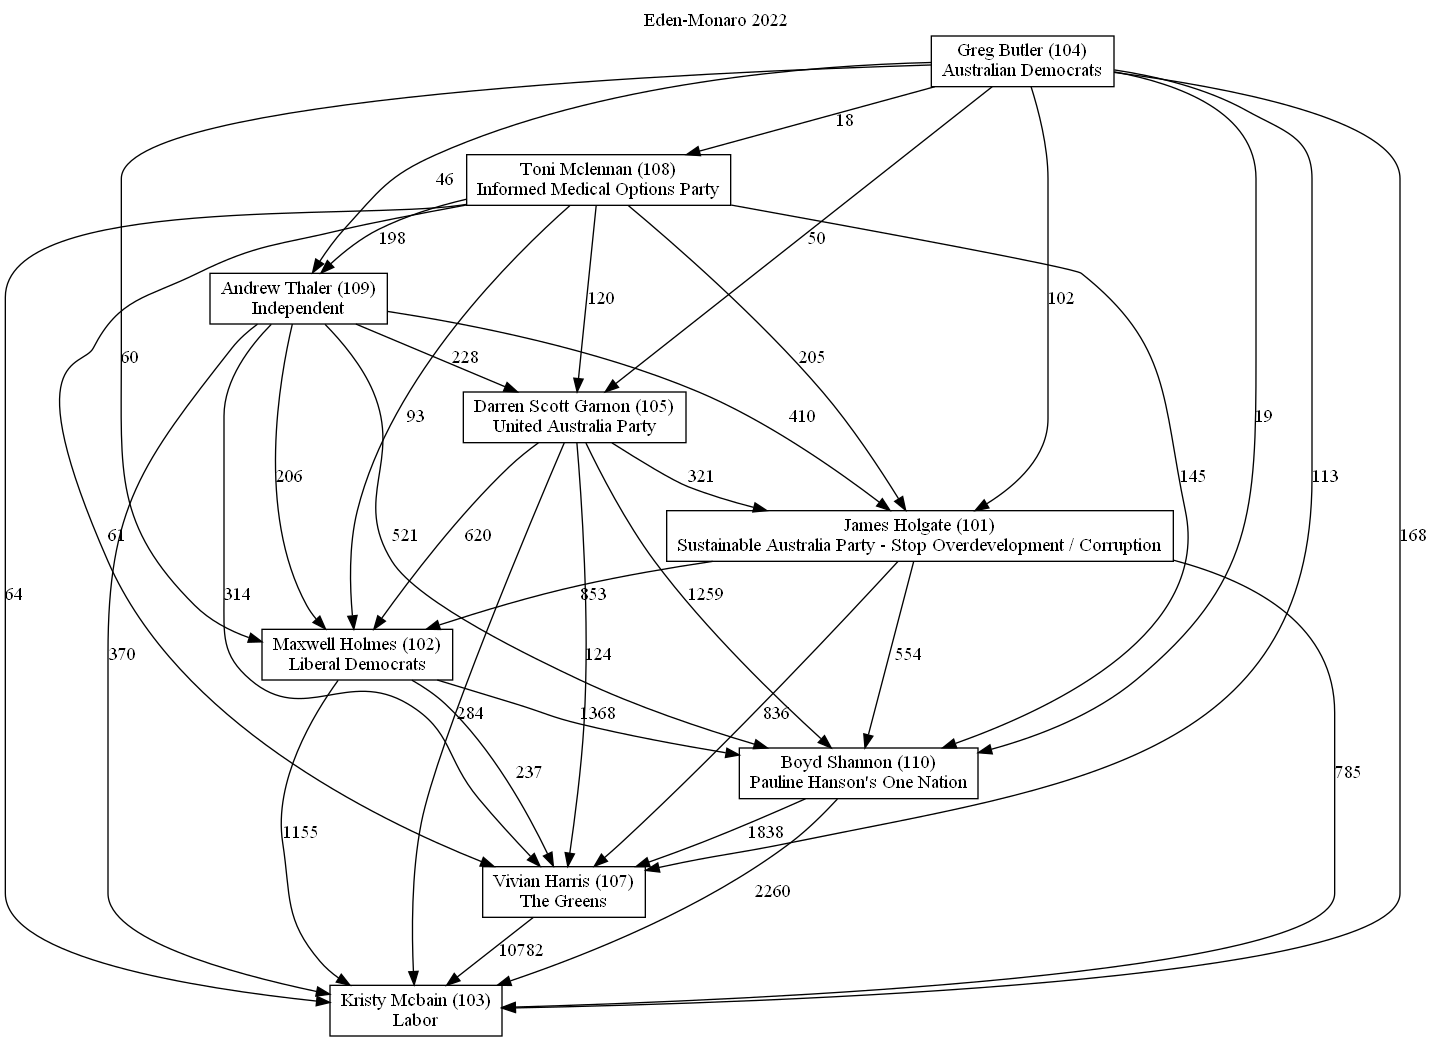 Eden-Monaro 2022
Greg Butler (104)
Australian Democrats
18
Toni Mclennan (108)
Informed Medical Options Party
46
198
50
Andrew Thaler (109)
Independent
120
102
60
228
205
Darren Scott Garnon (105)
United Australia Party
93
410
19
206
321
145
113
James Holgate (101)
Sustainable Australia Party - Stop Overdevelopment / Corruption
61
521
620
168
64
314
853
1259
Maxwell Holmes (102)
Liberal Democrats
370
124
554
284
1368
836
Boyd Shannon (110)
Pauline Hanson's One Nation
237
785
1155
1838
Vivian Harris (107)
The Greens
2260
10782
Kristy Mcbain (103)
Labor